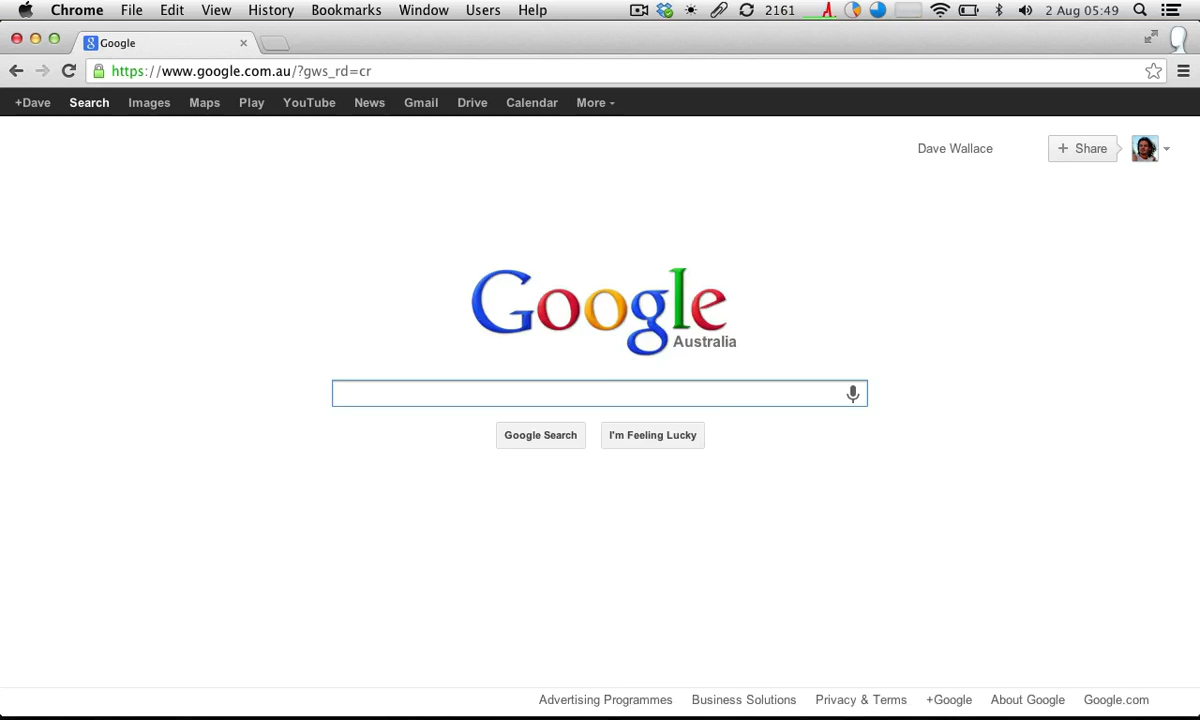 Chrome File Edit View History Bookmarks Window Users Help 2161 2 Aug 05:49
Google
https://www.google.com.au/?gws_rd=cr
+Dave Search Images Maps Play YouTube News Gmail Drive Calendar More
Dave Wallace + Share
Google
Australia
Google Search I'm Feeling Lucky
Advertising Programmes Business Solutions Privacy & Terms +Google About Google Google.com